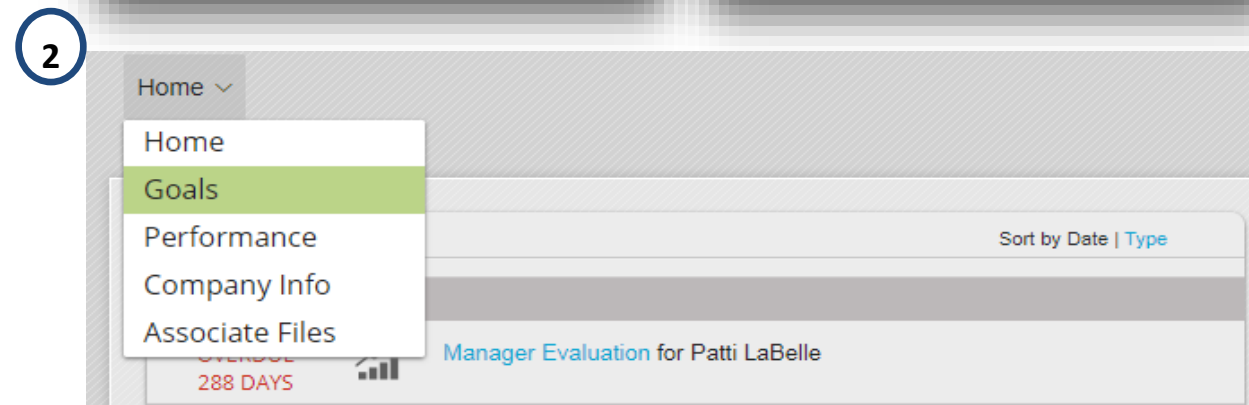 2
Home
Home
Goals
Performance
Company Info
Associate Files
Sort by Date | Type
OVERDUE
288 DAYS
Manager Evaluation for Patti LaBelle